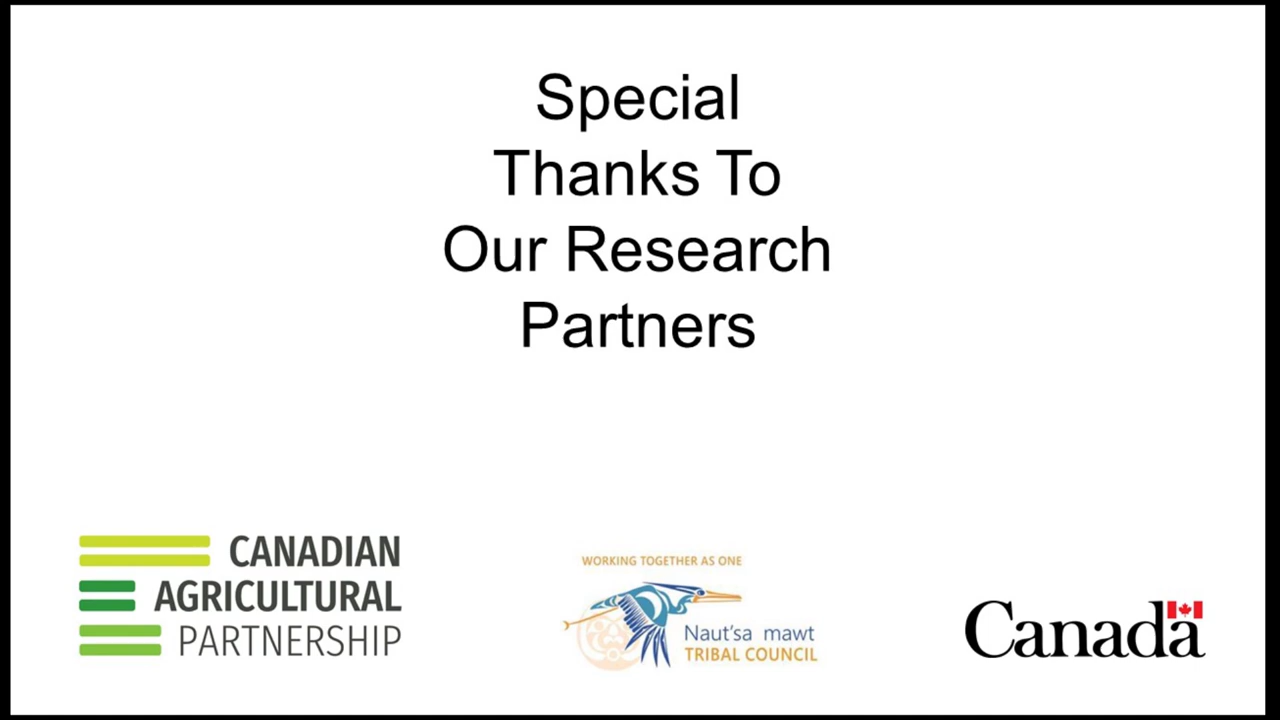 Special
Thanks To
Our Research
Partners
CANADIAN
AGRICULTURAL
PARTNERSHIP
WORKING TOGETHER AS ONE
Naut'sa mawt
TRIBAL COUNCIL
Canada